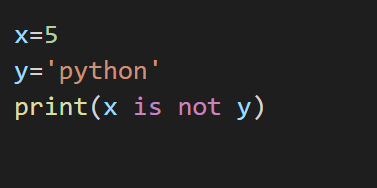 x=5
y='python'
print(x is not y)